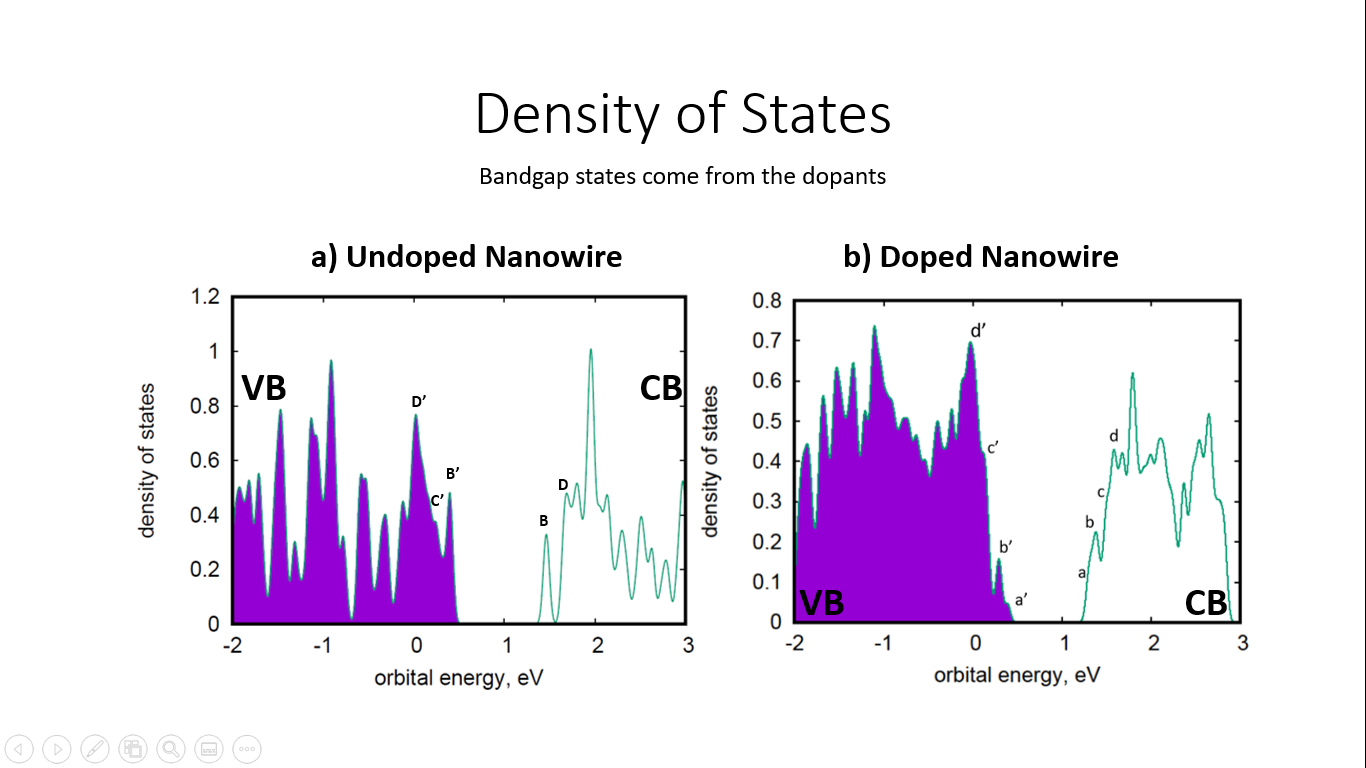 Density of States
Bandgap states come from the dopants
a) Undoped Nanowire
1.2
1
0.8
0.6
0.4
0.2
0
density of states
VB
CB
D’
C’
B’
B
D
-2
-1
0
1
2
3
orbital energy, eV
b) Doped Nanowire
0.8
0.7
0.6
0.5
0.4
0.3
0.2
0.1
0
density of states
d’
c’
b’
a’
d
c
b
a
VB
CB
-2
-1
0
1
2
3
orbital energy, eV